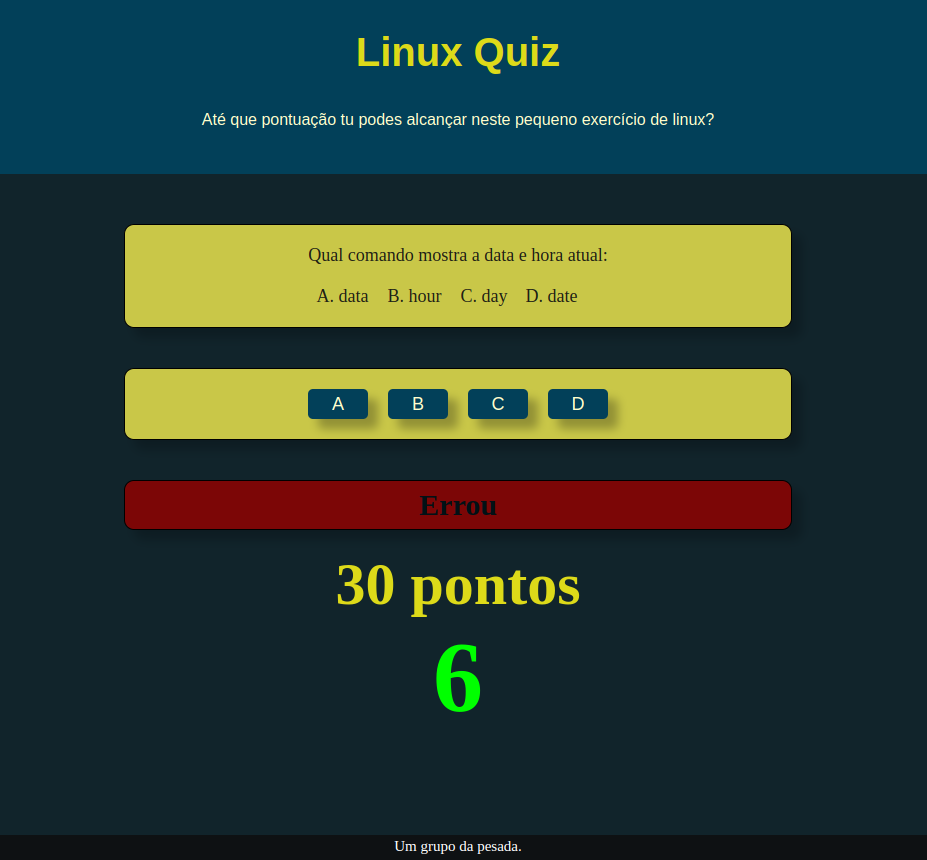 Linux Quiz
Até que pontuação tu podes alcançar neste pequeno exercício de linux?
Qual comando mostra a data e hora atual:
A. data B. hour C. day D. date
A B C D
Errou
30 pontos
6
Um grupo da pesada.